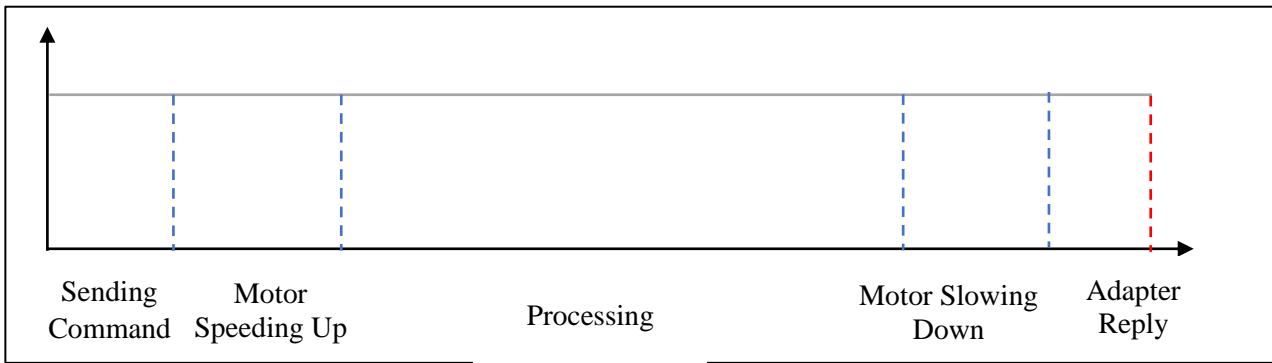 Sending
Command
Motor
Speeding Up
Processing
Motor Slowing
Down
Adapter
Reply